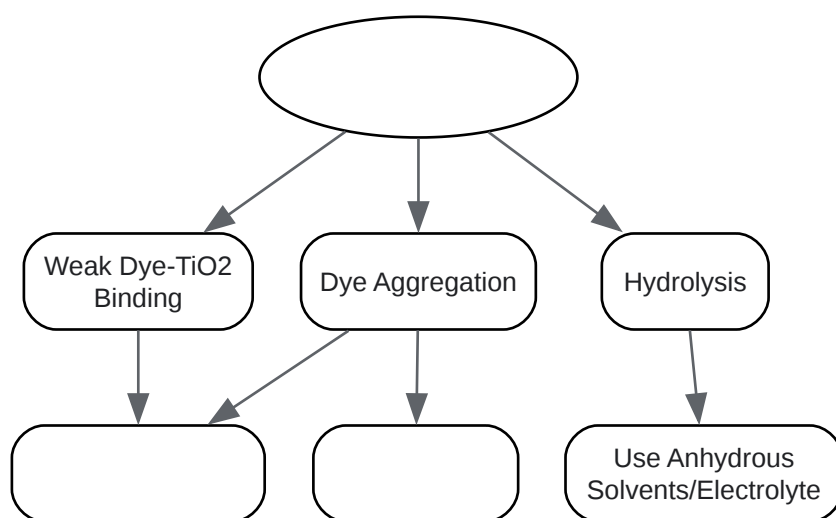 Weak Dye-TiO2
Binding
Dye Aggregation
Hydrolysis
Use Anhydrous
Solvents/Electrolyte